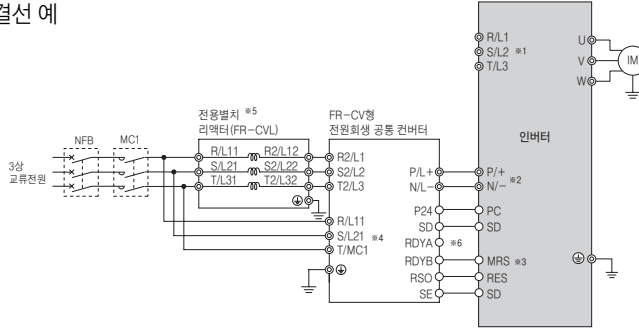 결선 예
NFB
MC1
3상
교류전원
전용별치 ※5
리액터(FR-CVL)
R/L11 R2/L12
S/L21 S2/L22
T/L31 T2/L32
FR-CV형
전원회생 공통 컨버터
R2/L1
S2/L2
T2/L3
R/L11
S/L21 ※4
T/MC1
P/L+
N/L-
P24
SD
RDYA ※6
RDYB
RSO
SE
R/L1
S/L2 ※1
T/L3
인버터
P/+
N/- ※2
PC
SD
MRS ※3
RES
SD
U
V
W
IM